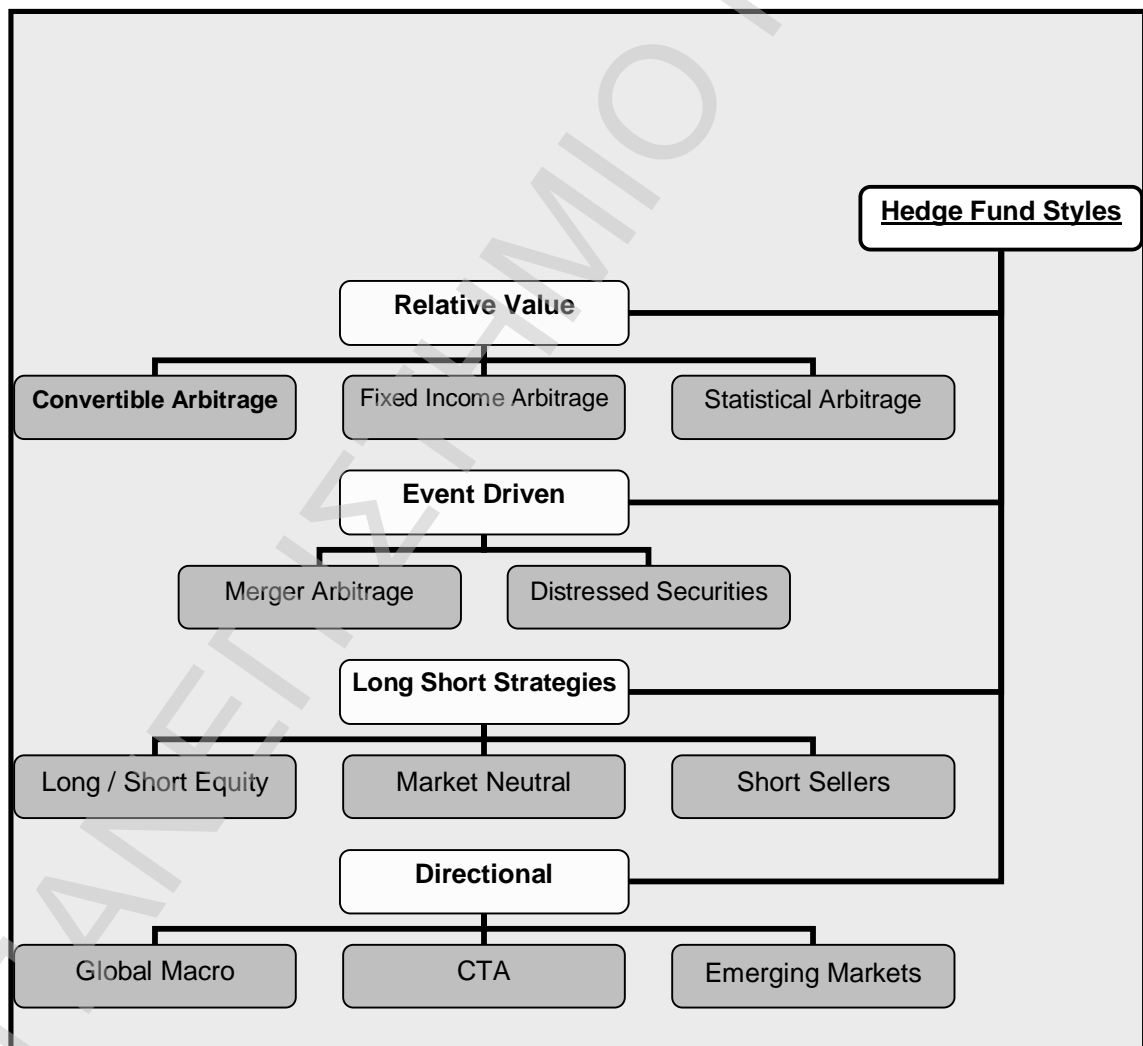 Hedge Fund Styles
Relative Value
Convertible Arbitrage
Fixed Income Arbitrage
Statistical Arbitrage
Event Driven
Merger Arbitrage
Distressed Securities
Long Short Strategies
Long / Short Equity
Market Neutral
Short Sellers
Directional
Global Macro
CTA
Emerging Markets
ΠΑΝΕΠΙΣΤΗΜΙΟ